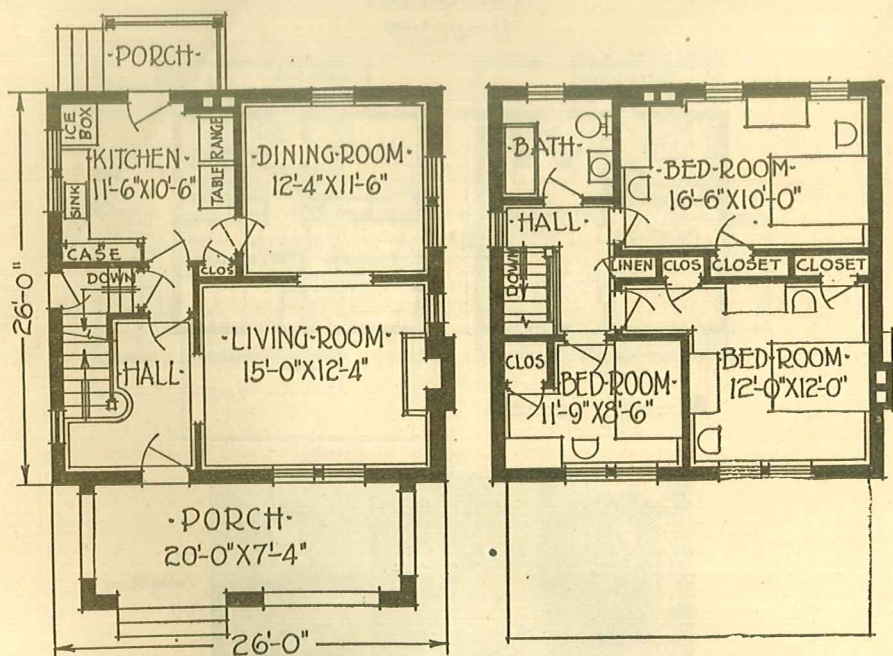 ·PORCH·
ICE
BOX
·KITCHEN·
11'-6"X10'-6"
RANGE
TABLE
SINK
CASE
·DINING·ROOM·
12'-4"X11'-6"
CLOS
DOWN
26'-0"
·HALL·
·LIVING·ROOM·
15'-0"X12'-4"
·PORCH·
20'-0"X7'-4"
26'-0"
·BATH·
·BED·ROOM·
16'-6"X10'-0"
·HALL·
DOWN
LINEN
CLOS
CLOSET
CLOSET
CLOS
·BED·ROOM·
11'-9"X8'-6"
·BED·ROOM·
12'-0"X12'-0"